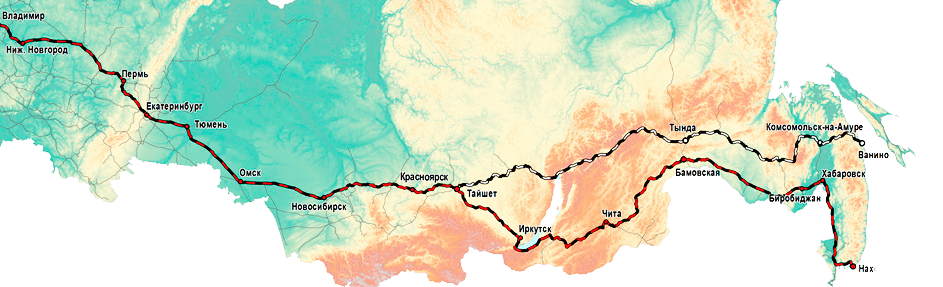 Владимир
Ниж. Новгород
Пермь
Екатеринбург
Тюмень
Омск
Новосибирск
Красноярск
Тайшет
Иркутск
Чита
Тында
Бамовская
Комсомольск-на-Амуре
Ванино
Хабаровск
Биробиджан
Нах